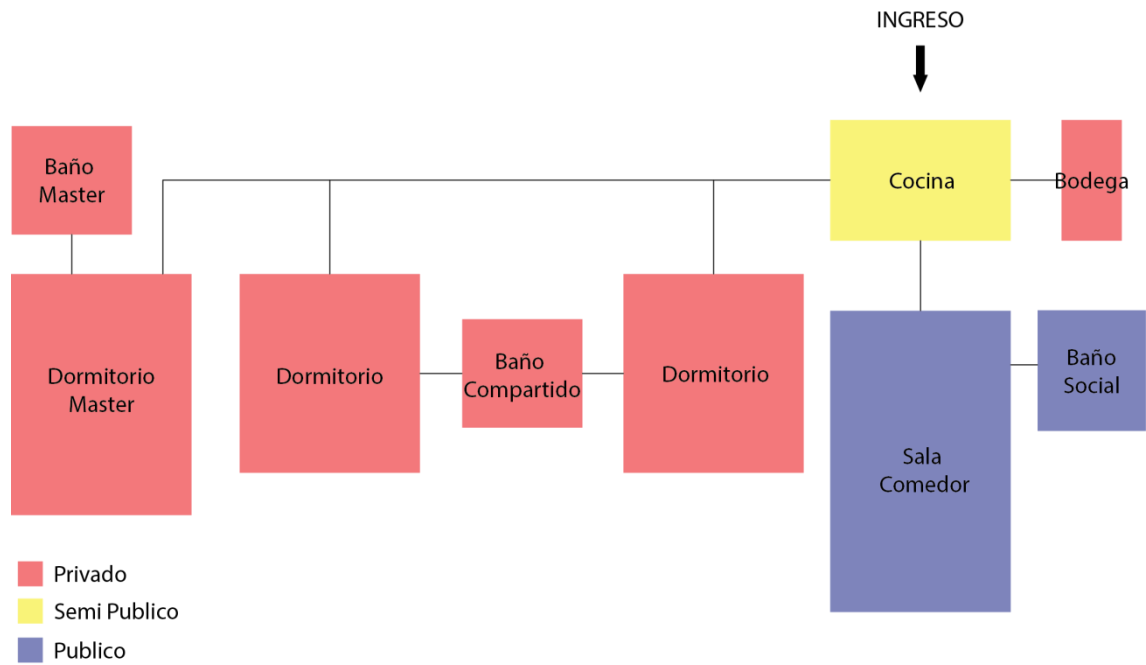 INGRESO
Baño
Master
Cocina
Bodega
Dormitorio
Master
Dormitorio
Baño
Compartido
Dormitorio
Baño
Social
Sala
Comedor
Privado
Semi Publico
Publico